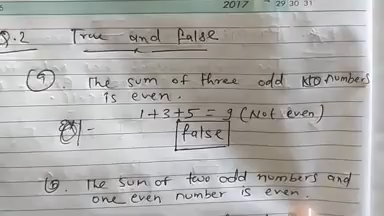 2017 29 30 31
Q.2 True and false
(a). The sum of three odd numbers
is even.
1+3+5 = 9 (Not even)
false
(b. The sum of two odd numbers and
one even number is even.